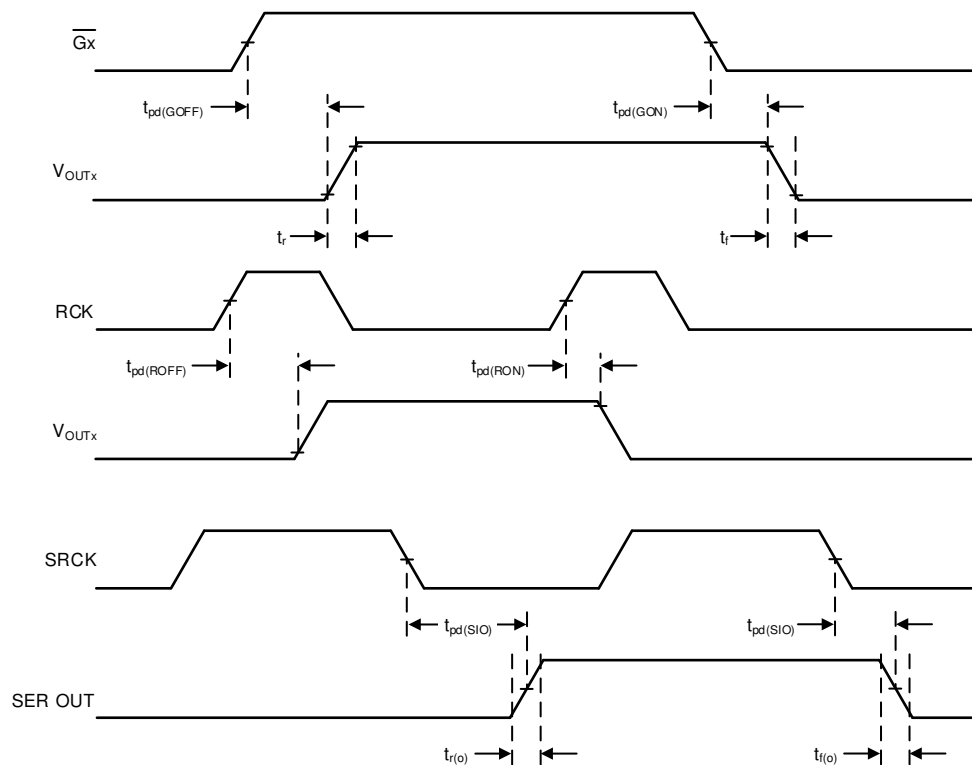 Gx
tpd(GOFF)
tpd(GON)
VOUTx
tr
tf
RCK
tpd(ROFF)
tpd(RON)
VOUTx
SRCK
tpd(SIO)
tpd(SIO)
SER OUT
tr(o)
tf(o)